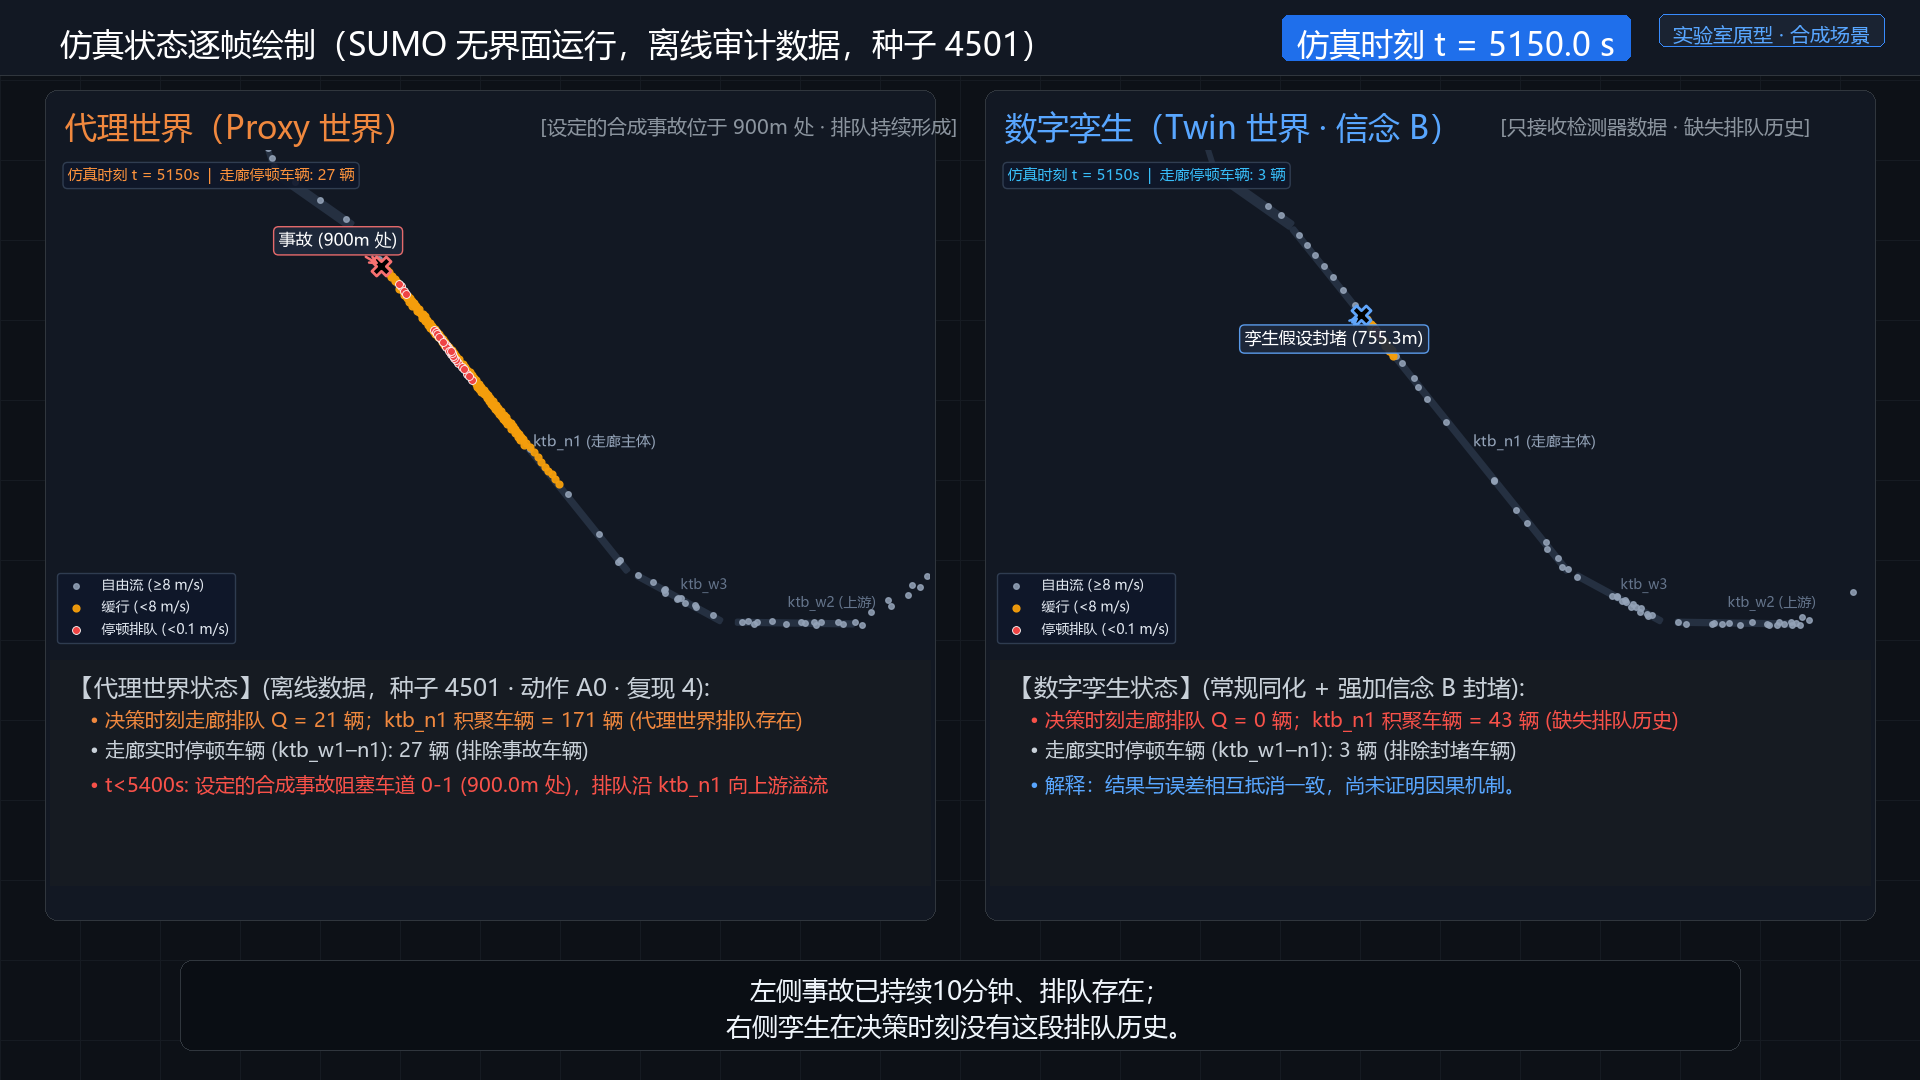 仿真状态逐帧绘制（SUMO 无界面运行，离线审计数据，种子 4501）
仿真时刻 t = 5150.0 s
实验室原型 · 合成场景
代理世界（Proxy 世界）
[设定的合成事故位于 900m 处 · 排队持续形成]
仿真时刻 t = 5150s | 走廊停顿车辆: 27 辆
事故 (900m 处)
ktb_n1 (走廊主体)
ktb_w3
ktb_w2 (上游)
自由流 (≥8 m/s)
缓行 (<8 m/s)
停顿排队 (<0.1 m/s)
【代理世界状态】(离线数据，种子 4501 · 动作 A0 · 复现 4):
• 决策时刻走廊排队 Q = 21 辆；ktb_n1 积聚车辆 = 171 辆 (代理世界排队存在)
• 走廊实时停顿车辆 (ktb_w1–n1): 27 辆 (排除事故车辆)
• t<5400s: 设定的合成事故阻塞车道 0-1 (900.0m 处)，排队沿 ktb_n1 向上游溢流
数字孪生（Twin 世界 · 信念 B）
[只接收检测器数据 · 缺失排队历史]
仿真时刻 t = 5150s | 走廊停顿车辆: 3 辆
孪生假设封堵 (755.3m)
ktb_n1 (走廊主体)
ktb_w3
ktb_w2 (上游)
自由流 (≥8 m/s)
缓行 (<8 m/s)
停顿排队 (<0.1 m/s)
【数字孪生状态】(常规同化 + 强加信念 B 封堵):
• 决策时刻走廊排队 Q = 0 辆；ktb_n1 积聚车辆 = 43 辆 (缺失排队历史)
• 走廊实时停顿车辆 (ktb_w1–n1): 3 辆 (排除封堵车辆)
• 解释：结果与误差相互抵消一致，尚未证明因果机制。
左侧事故已持续10分钟、排队存在；
右侧孪生在决策时刻没有这段排队历史。